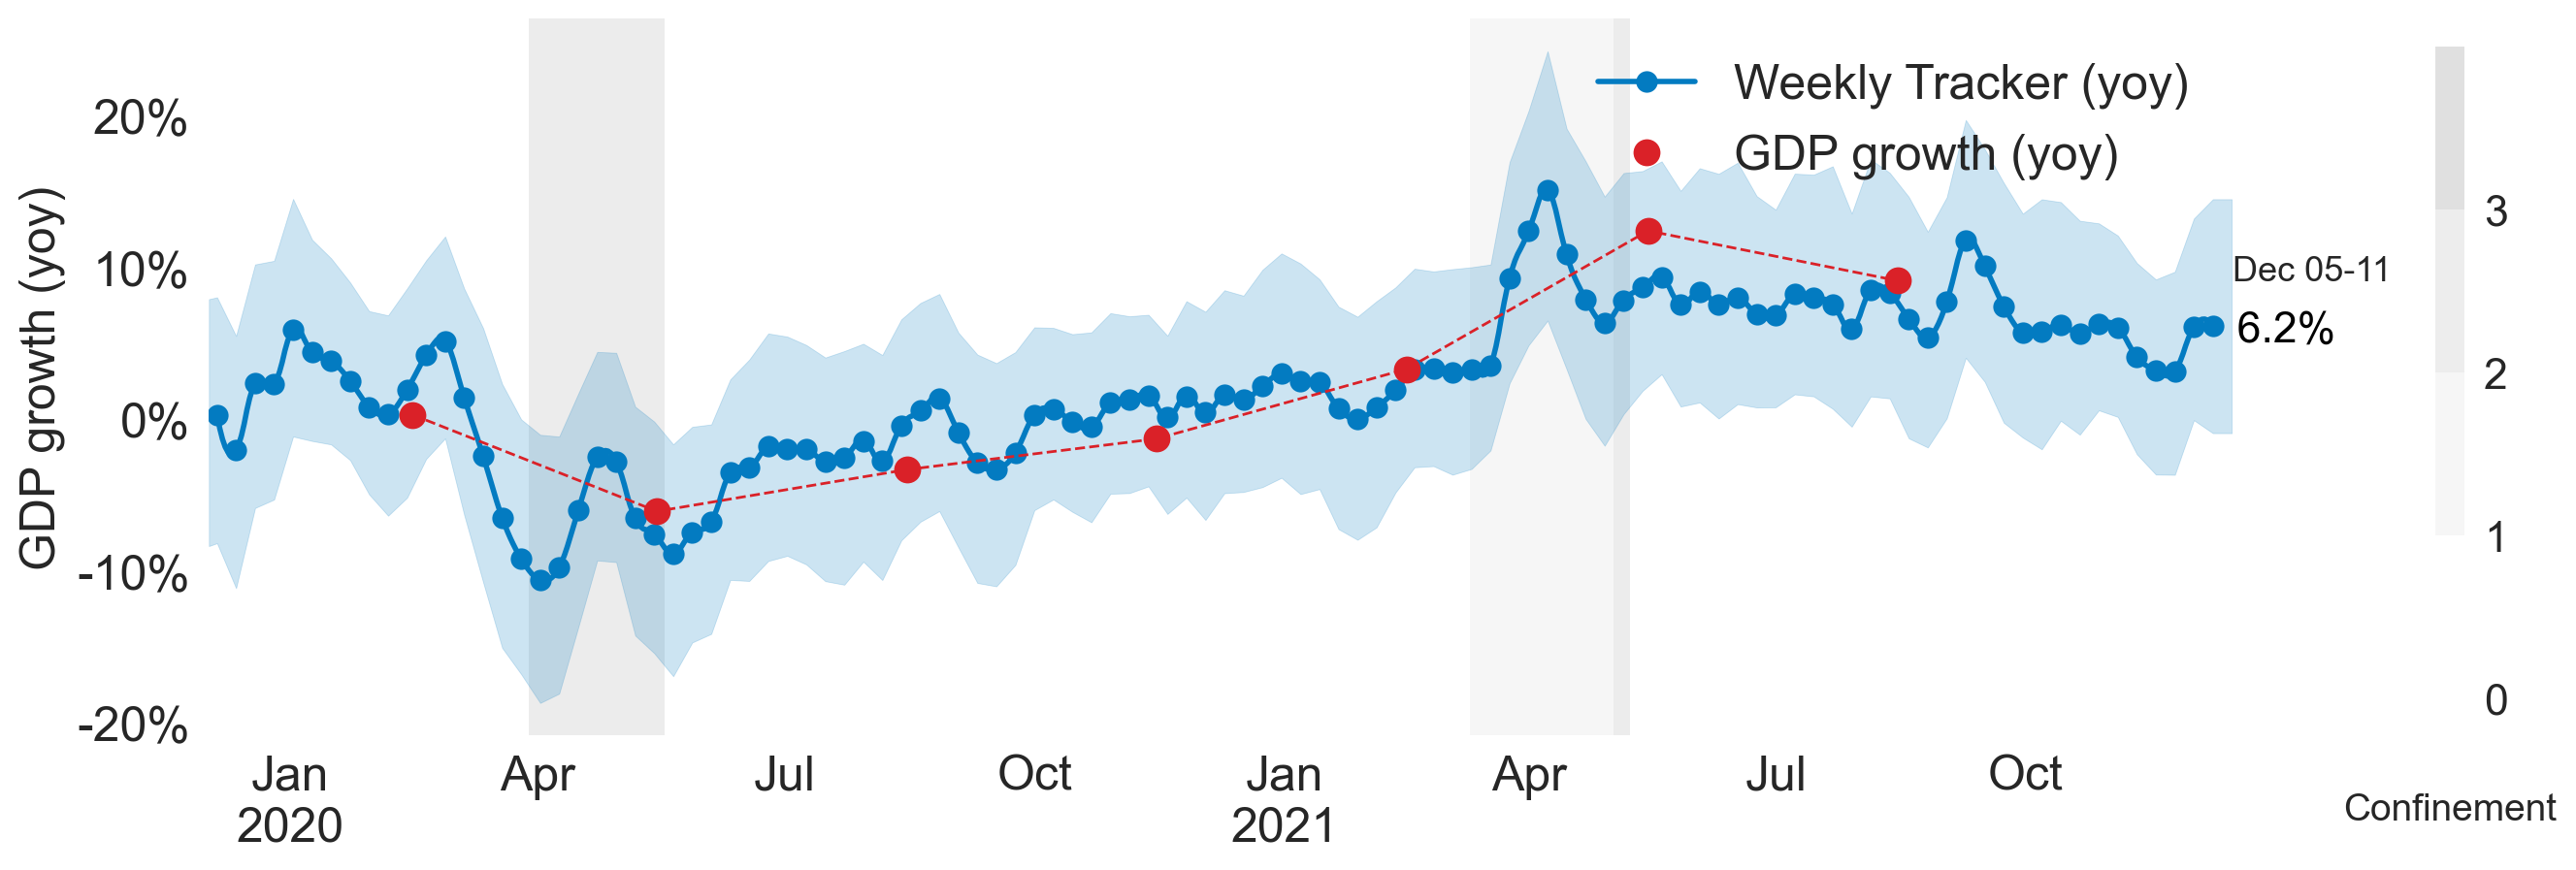 Weekly Tracker (yoy)
GDP growth (yoy)
GDP growth (yoy)
20%
10%
0%
-10%
-20%
Jan
2020
Apr
Jul
Oct
Jan
2021
Apr
Jul
Oct
Dec 05-11
6.2%
3
2
1
0
Confinement